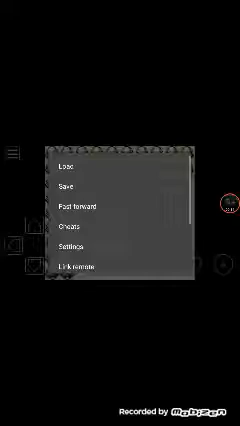 Load
Save
Fast forward
Cheats
Settings
Link remote
Recorded by Mobizen